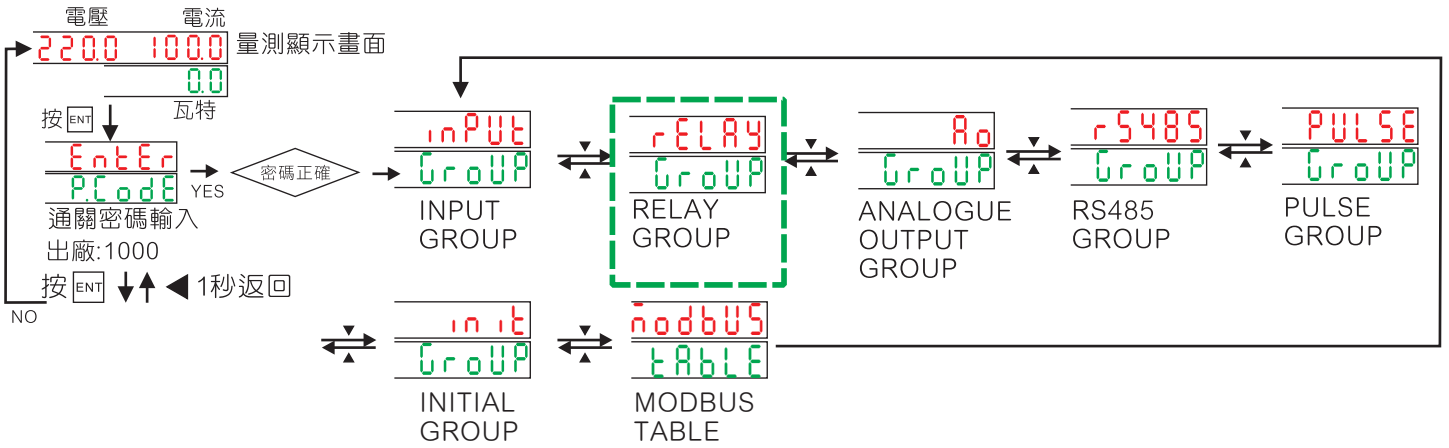 電壓 電流
220.0 100.0 量測顯示畫面
0.0
瓦特
按 ENT
EntEr
P.CodE
通關密碼輸入
出廠:1000
按 ENT 1秒返回
NO
YES
密碼正確
inPUt
GroUP
INPUT
GROUP
rELAY
GroUP
RELAY
GROUP
Ao
GroUP
ANALOGUE
OUTPUT
GROUP
rS485
GroUP
RS485
GROUP
PULSE
GroUP
PULSE
GROUP
init
GroUP
INITIAL
GROUP
modbUS
tAbLE
MODBUS
TABLE